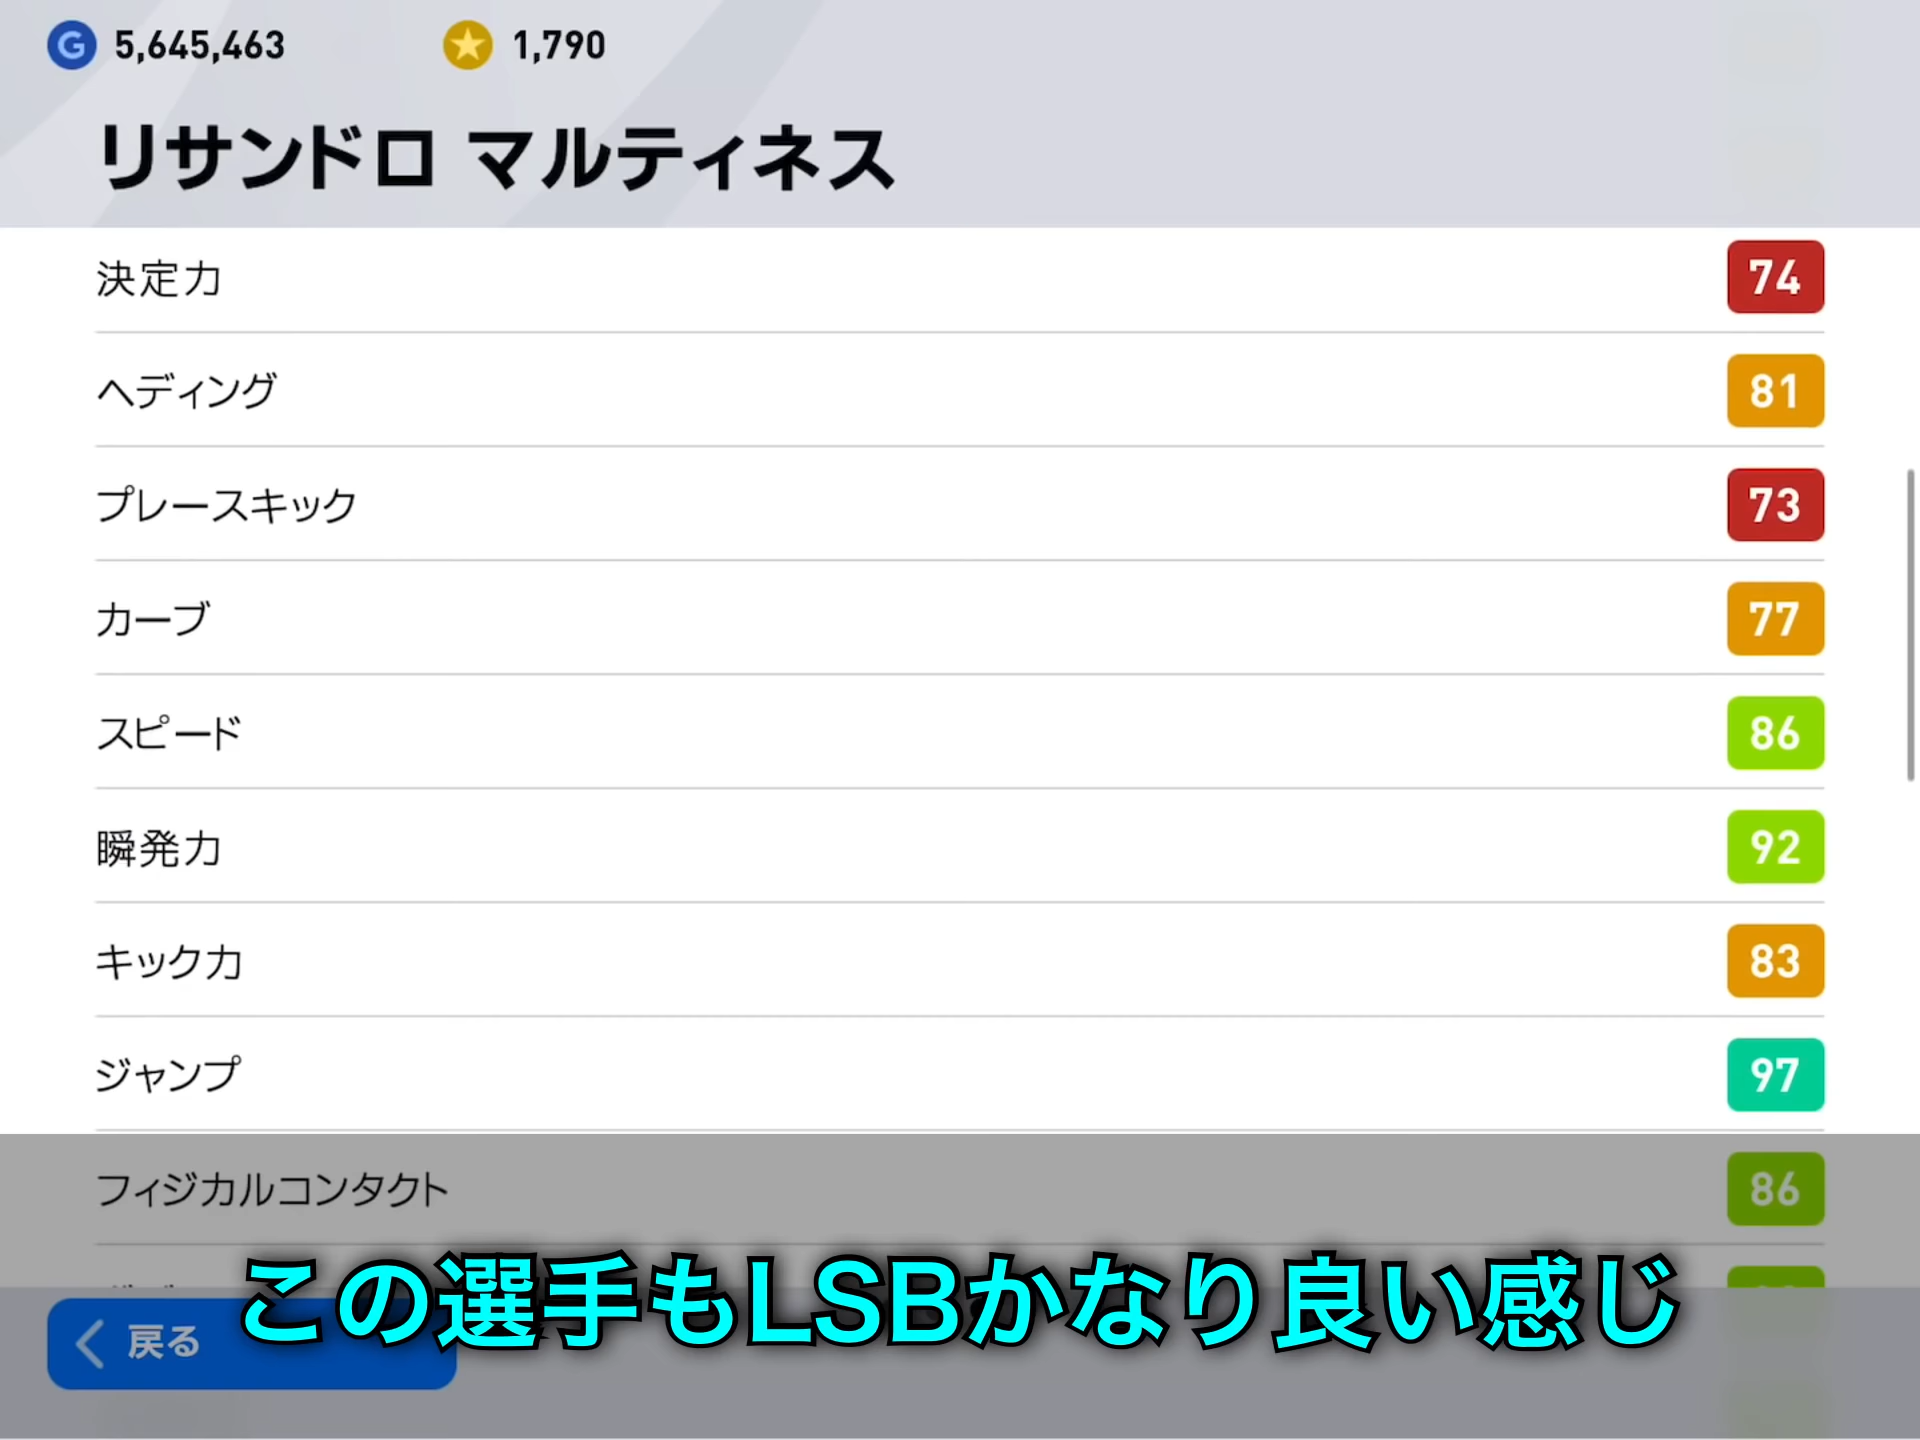 G 5,645,463 1,790
リサンドロ マルティネス
決定力 74
ヘディング 81
プレースキック 73
カーブ 77
スピード 86
瞬発力 92
キック力 83
ジャンプ 97
フィジカルコンタクト 86
この選手もLSBかなり良い感じ
戻る